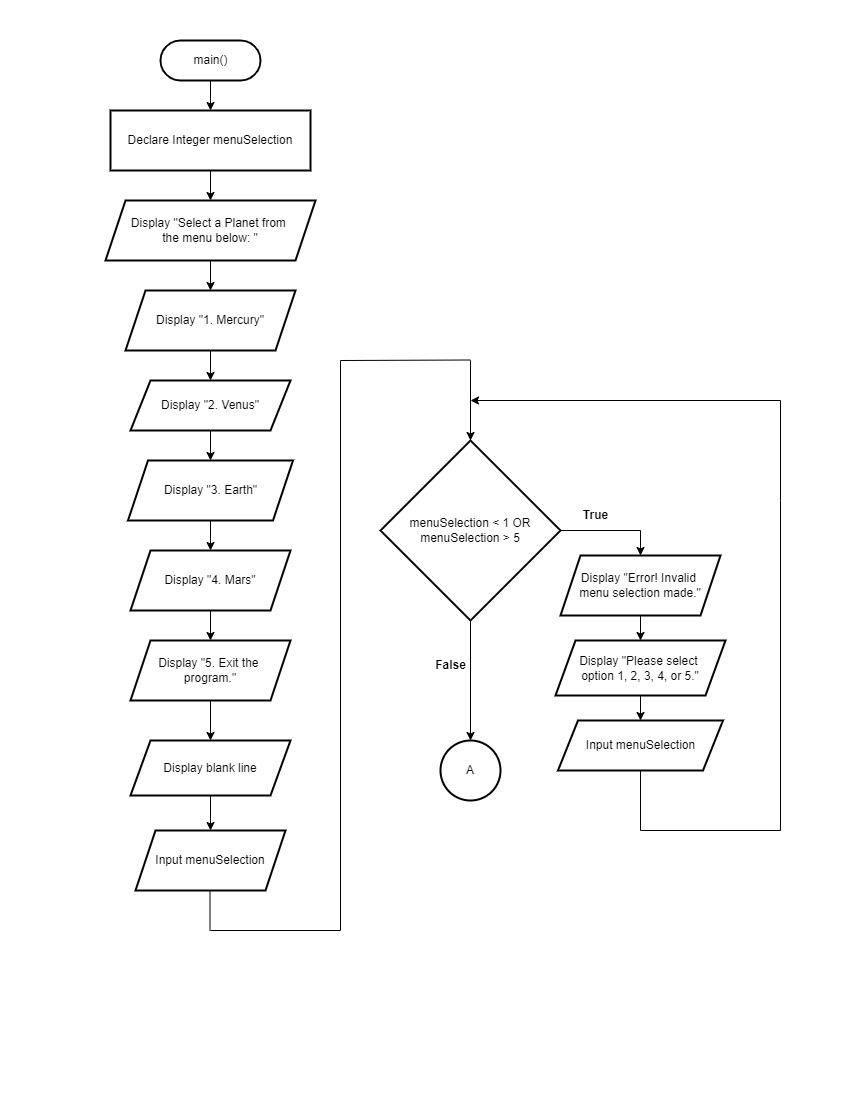 main()
Declare Integer menuSelection
Display "Select a Planet from
the menu below: "
Display "1. Mercury"
Display "2. Venus"
Display "3. Earth"
Display "4. Mars"
Display "5. Exit the
program."
Display blank line
Input menuSelection
menuSelection < 1 OR
menuSelection > 5
True
Display "Error! Invalid
menu selection made."
Display "Please select
option 1, 2, 3, 4, or 5."
Input menuSelection
False
A